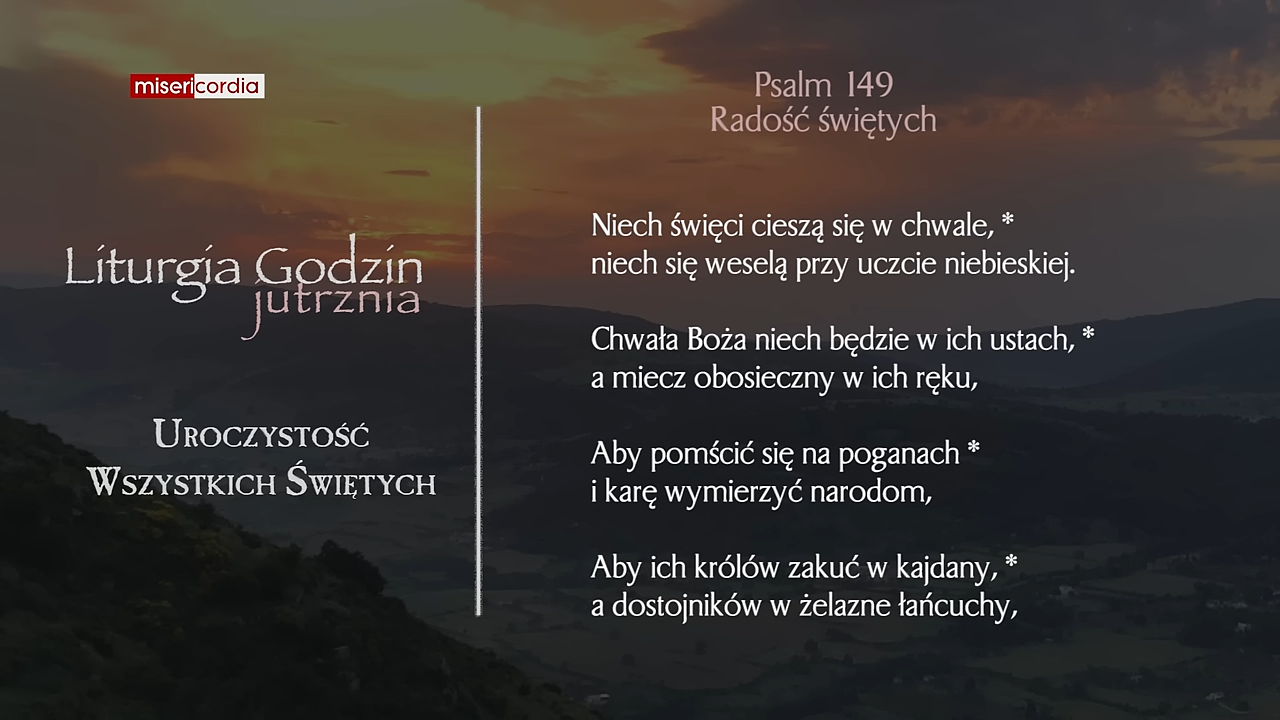 misericordia
Liturgia Godzin
jutrznia
Uroczystość
Wszystkich Świętych
Psalm 149
Radość świętych
Niech święci cieszą się w chwale, *
niech się weselą przy uczcie niebieskiej.
Chwała Boża niech będzie w ich ustach, *
a miecz obosieczny w ich ręku,
Aby pomścić się na poganach *
i karę wymierzyć narodom,
Aby ich królów zakuć w kajdany, *
a dostojników w żelazne łańcuchy,